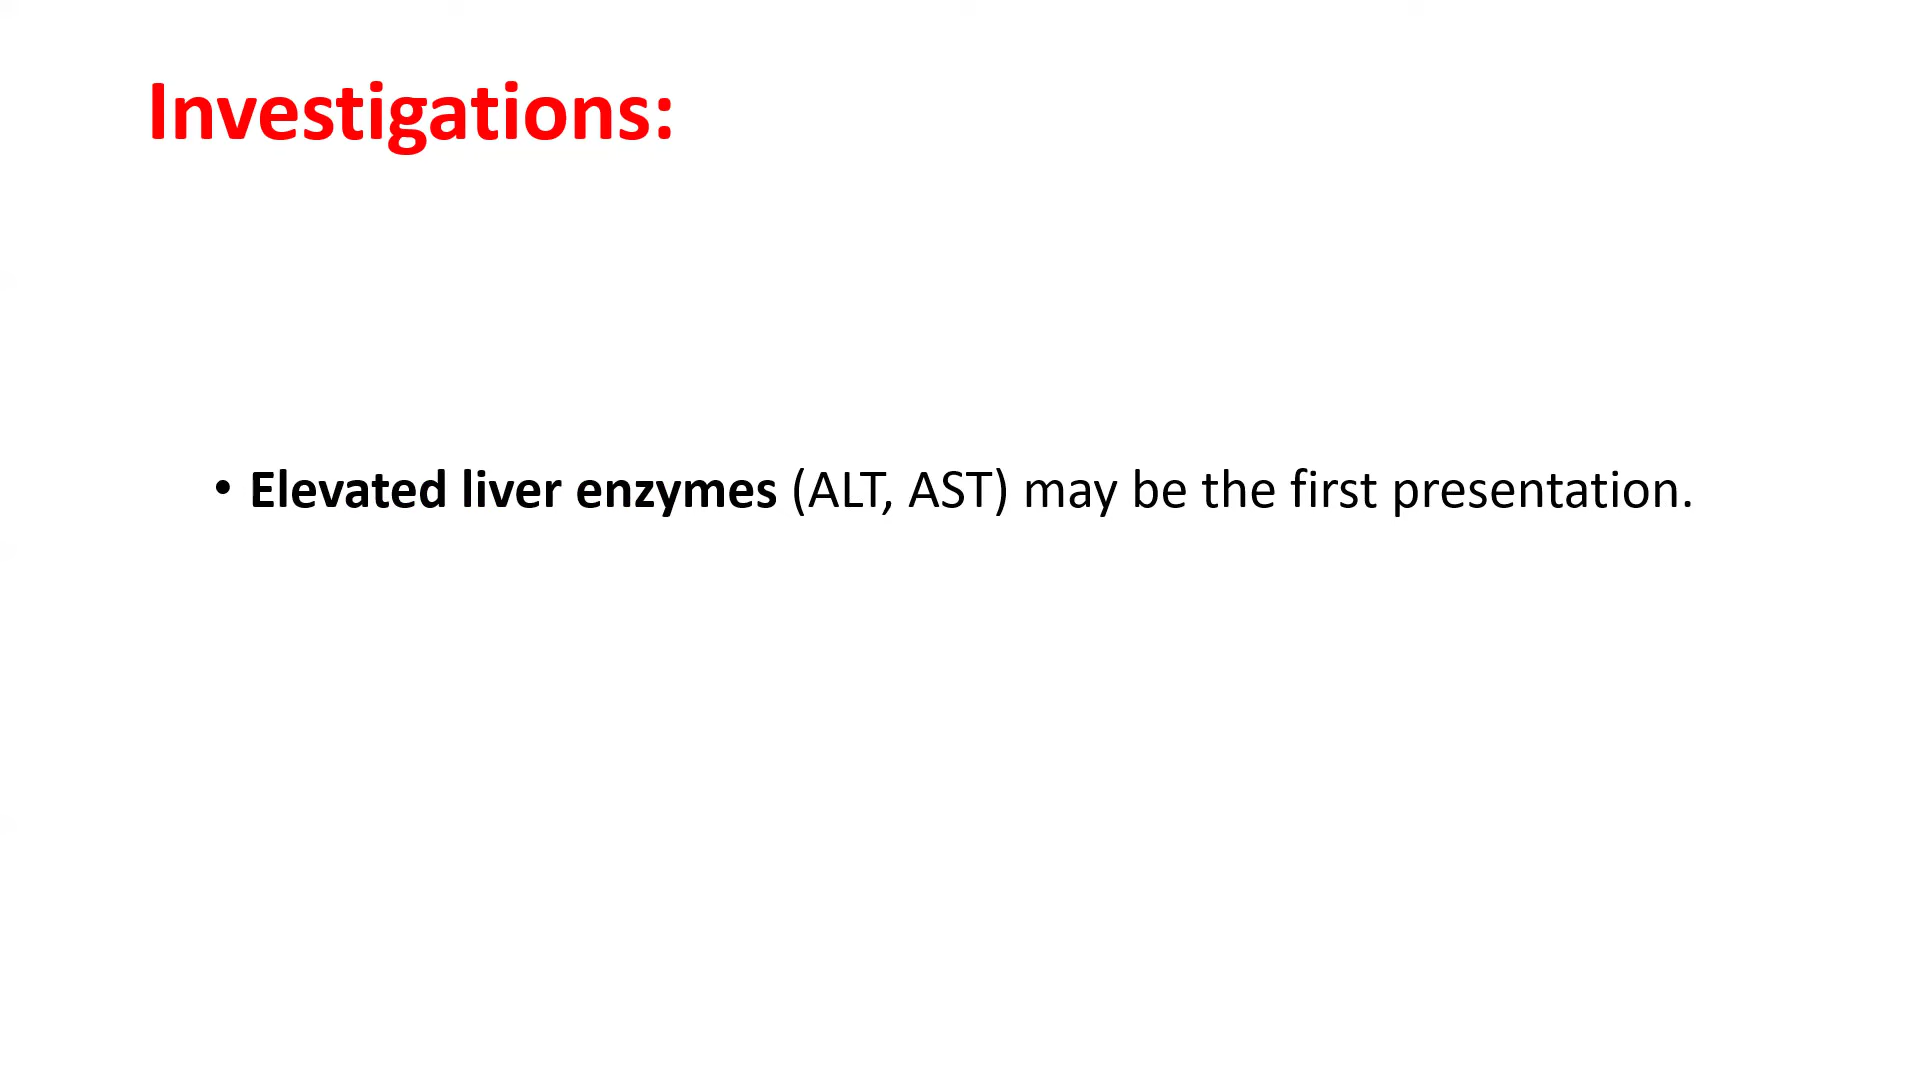 Investigations:
• Elevated liver enzymes (ALT, AST) may be the first presentation.